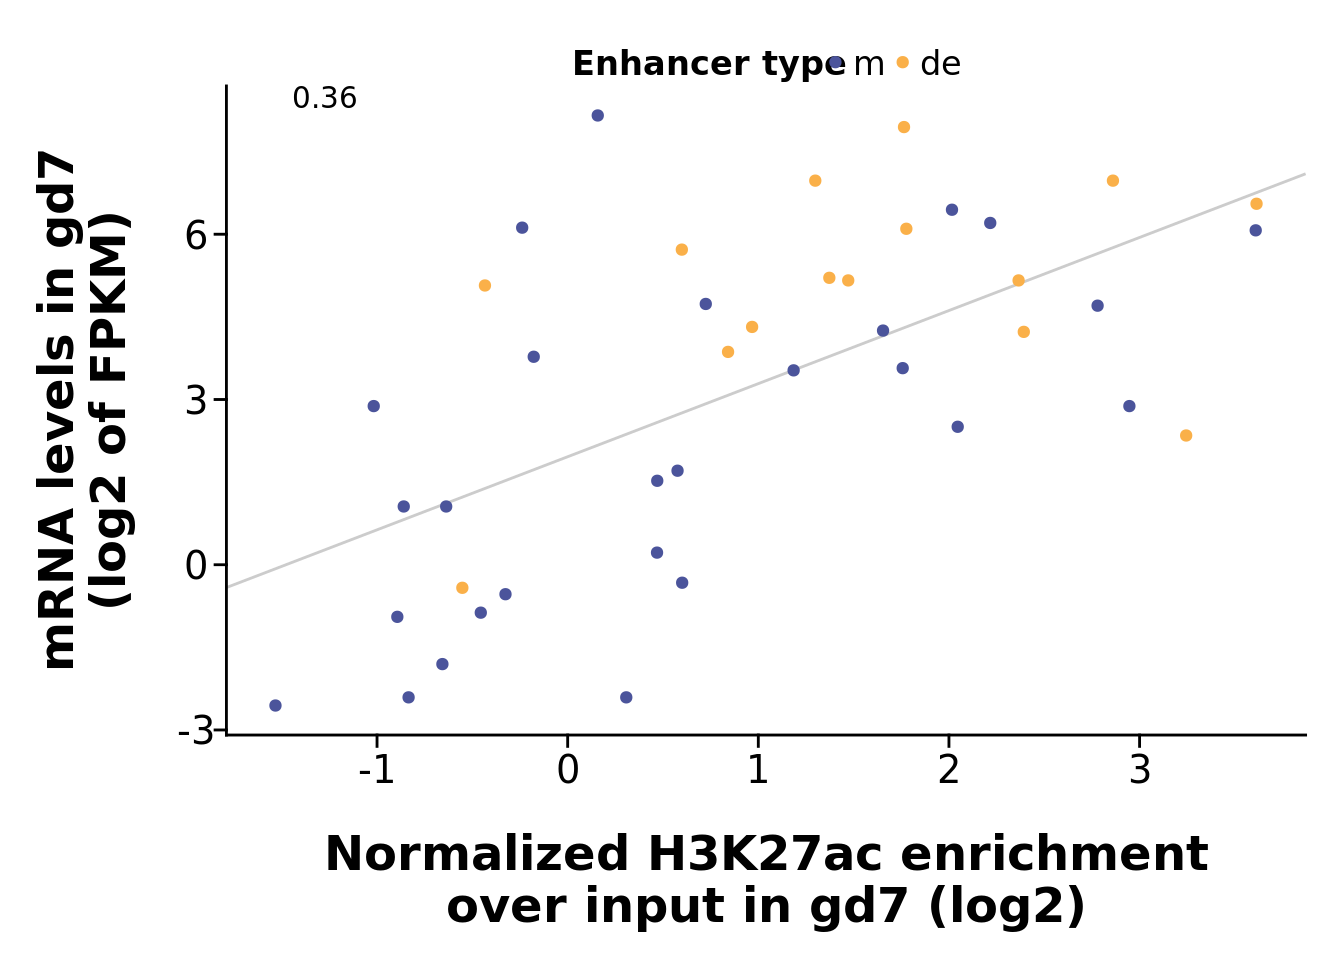 Enhancer type m de
0.36
mRNA levels in gd7
(log2 of FPKM)
6
3
0
-3
-1 0 1 2 3
Normalized H3K27ac enrichment
over input in gd7 (log2)